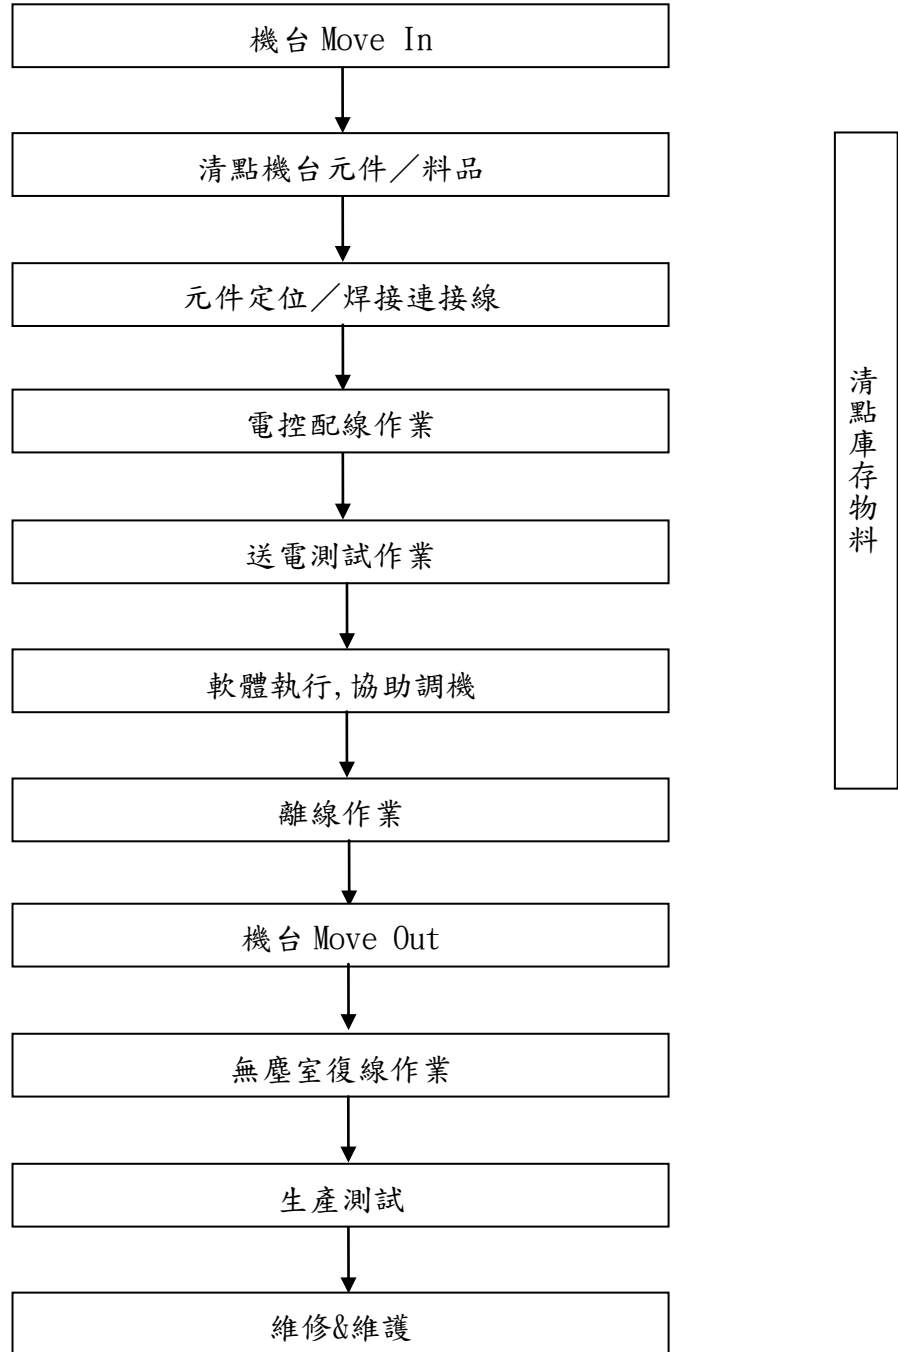 機台 Move In
清點機台元件／料品
元件定位／焊接連接線
電控配線作業
送電測試作業
軟體執行,協助調機
離線作業
機台 Move Out
無塵室復線作業
生產測試
維修&維護
清點庫存物料